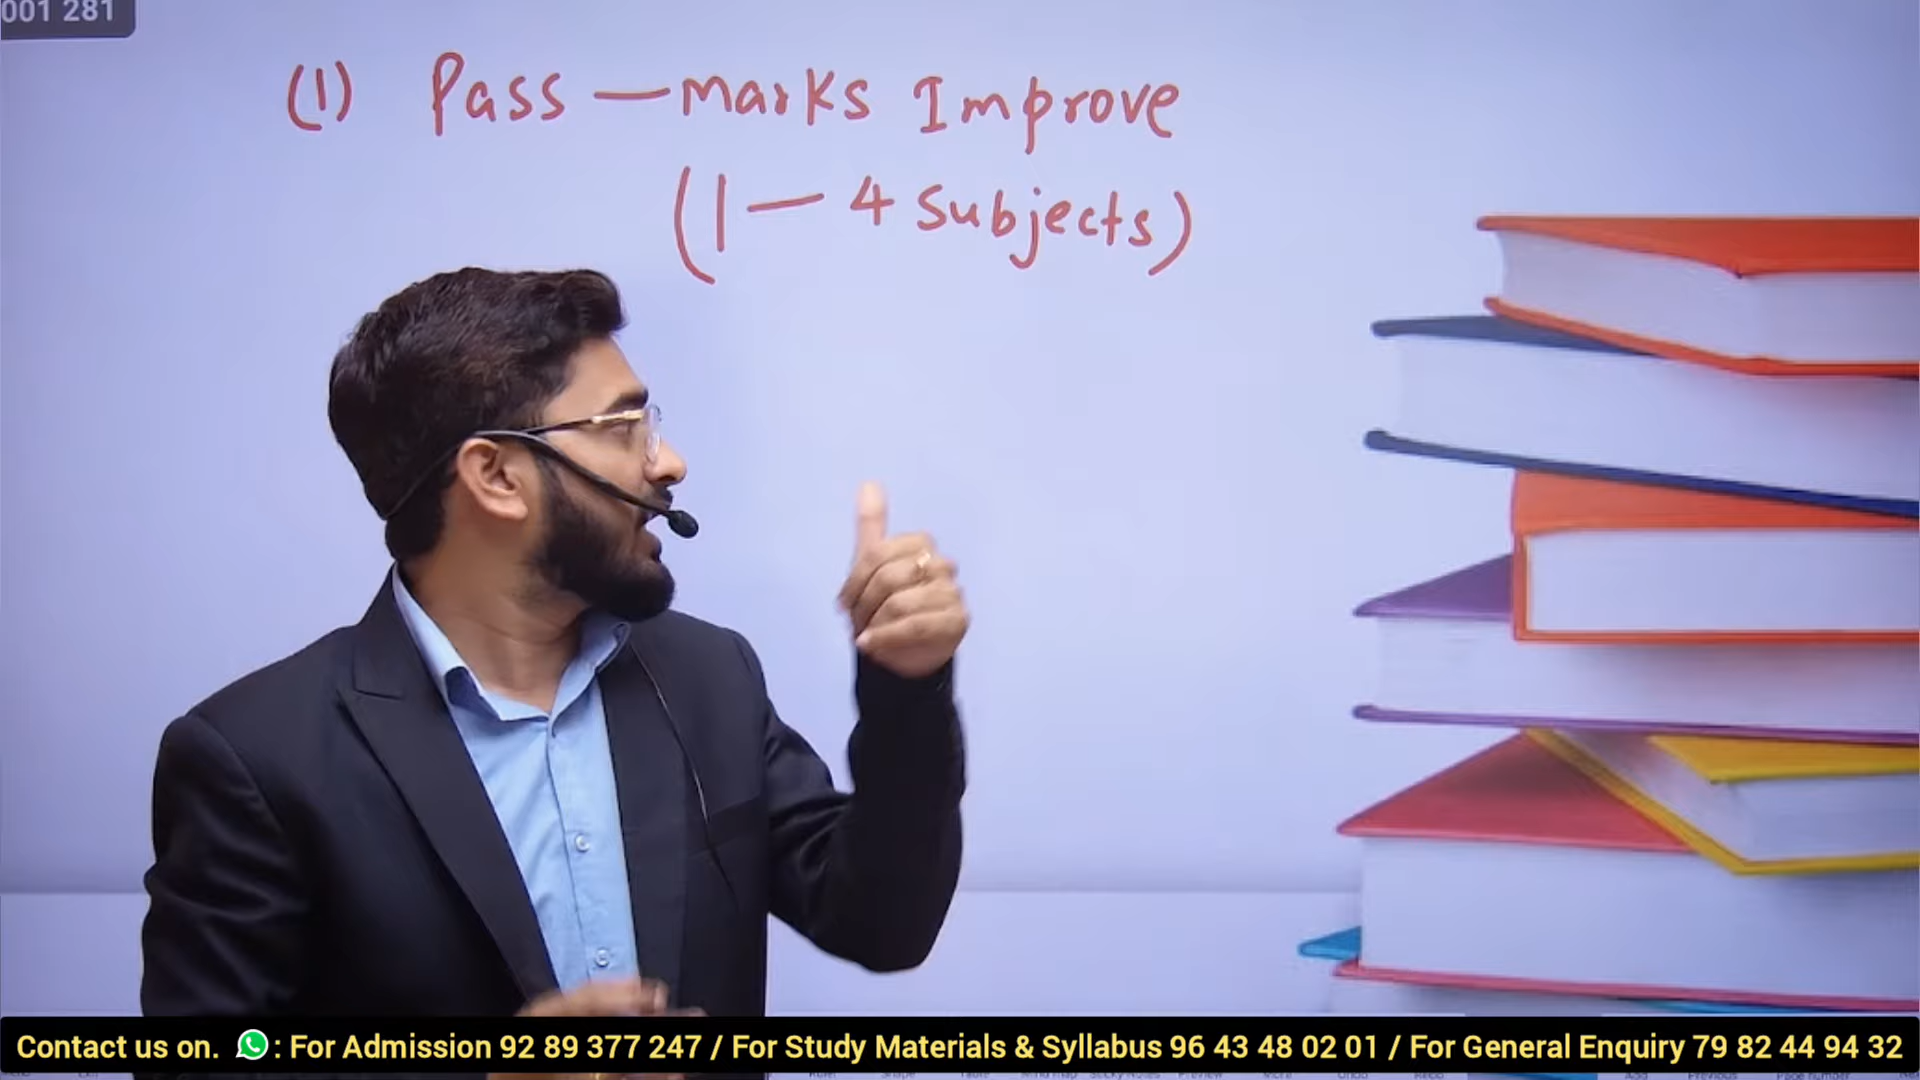 001 281
(1) Pass — Marks Improve
(1 — 4 Subjects)
Contact us on. : For Admission 92 89 377 247 / For Study Materials & Syllabus 96 43 48 02 01 / For General Enquiry 79 82 44 94 32